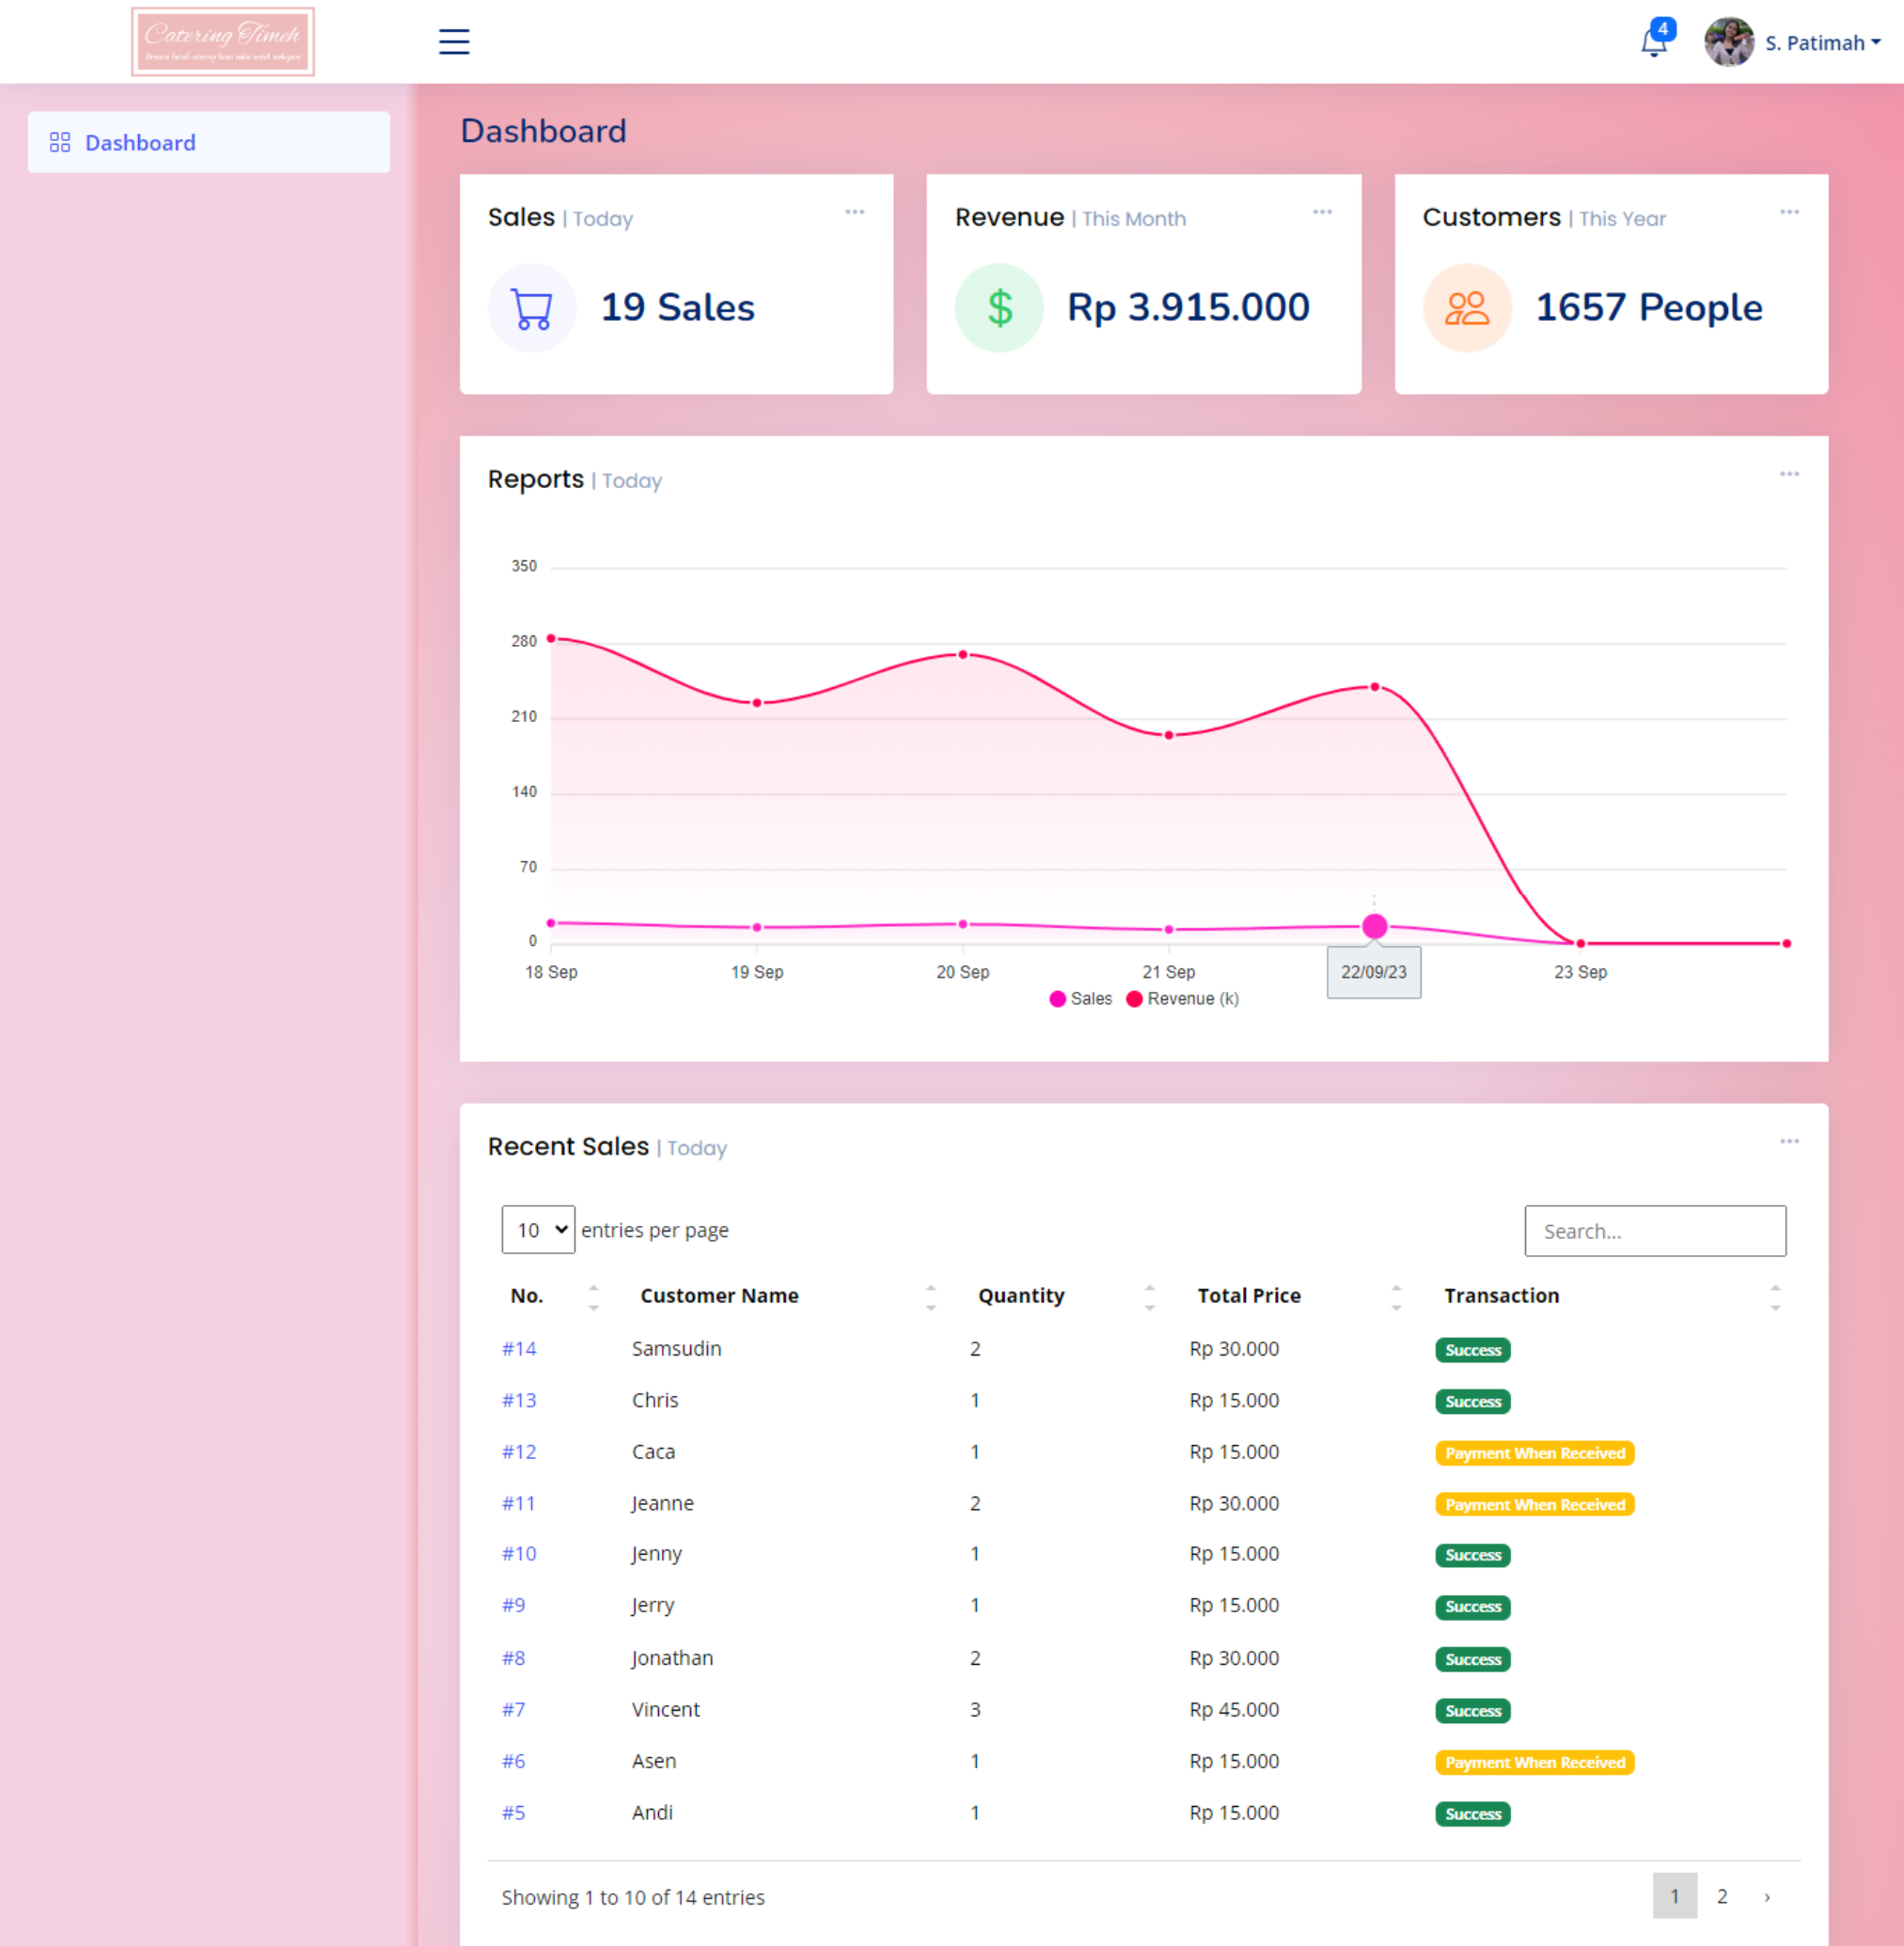 Catering Timeh
4
S. Patimah
Dashboard
Dashboard
Sales | Today
19 Sales
Revenue | This Month
$
Rp 3.915.000
Customers | This Year
1657 People
Reports | Today
350
280
210
140
70
0
18 Sep
19 Sep
20 Sep
21 Sep
22/09/23
23 Sep
Sales
Revenue (k)
Recent Sales | Today
10 entries per page
Search...
No. Customer Name Quantity Total Price Transaction
#14 Samsudin 2 Rp 30.000 Success
#13 Chris 1 Rp 15.000 Success
#12 Caca 1 Rp 15.000 Payment When Received
#11 Jeanne 2 Rp 30.000 Payment When Received
#10 Jenny 1 Rp 15.000 Success
#9 Jerry 1 Rp 15.000 Success
#8 Jonathan 2 Rp 30.000 Success
#7 Vincent 3 Rp 45.000 Success
#6 Asen 1 Rp 15.000 Payment When Received
#5 Andi 1 Rp 15.000 Success
Showing 1 to 10 of 14 entries
1 2 ›